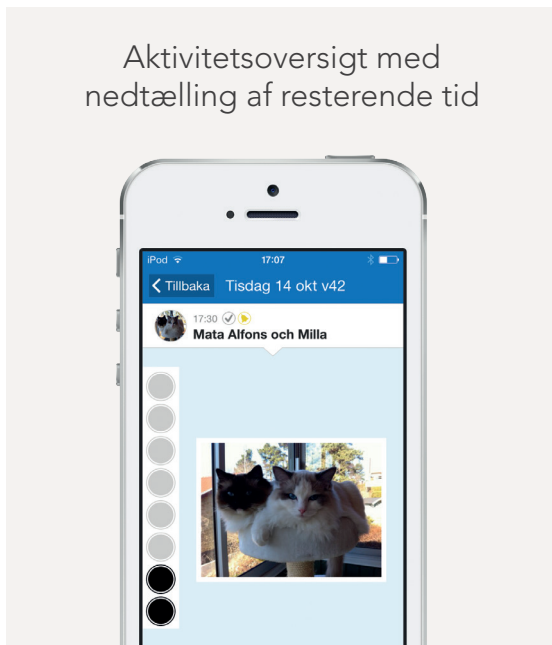 Aktivitetsoversigt med
nedtælling af resterende tid
iPod 17:07
Tillbaka Tisdag 14 okt v42
17:30
Mata Alfons och Milla